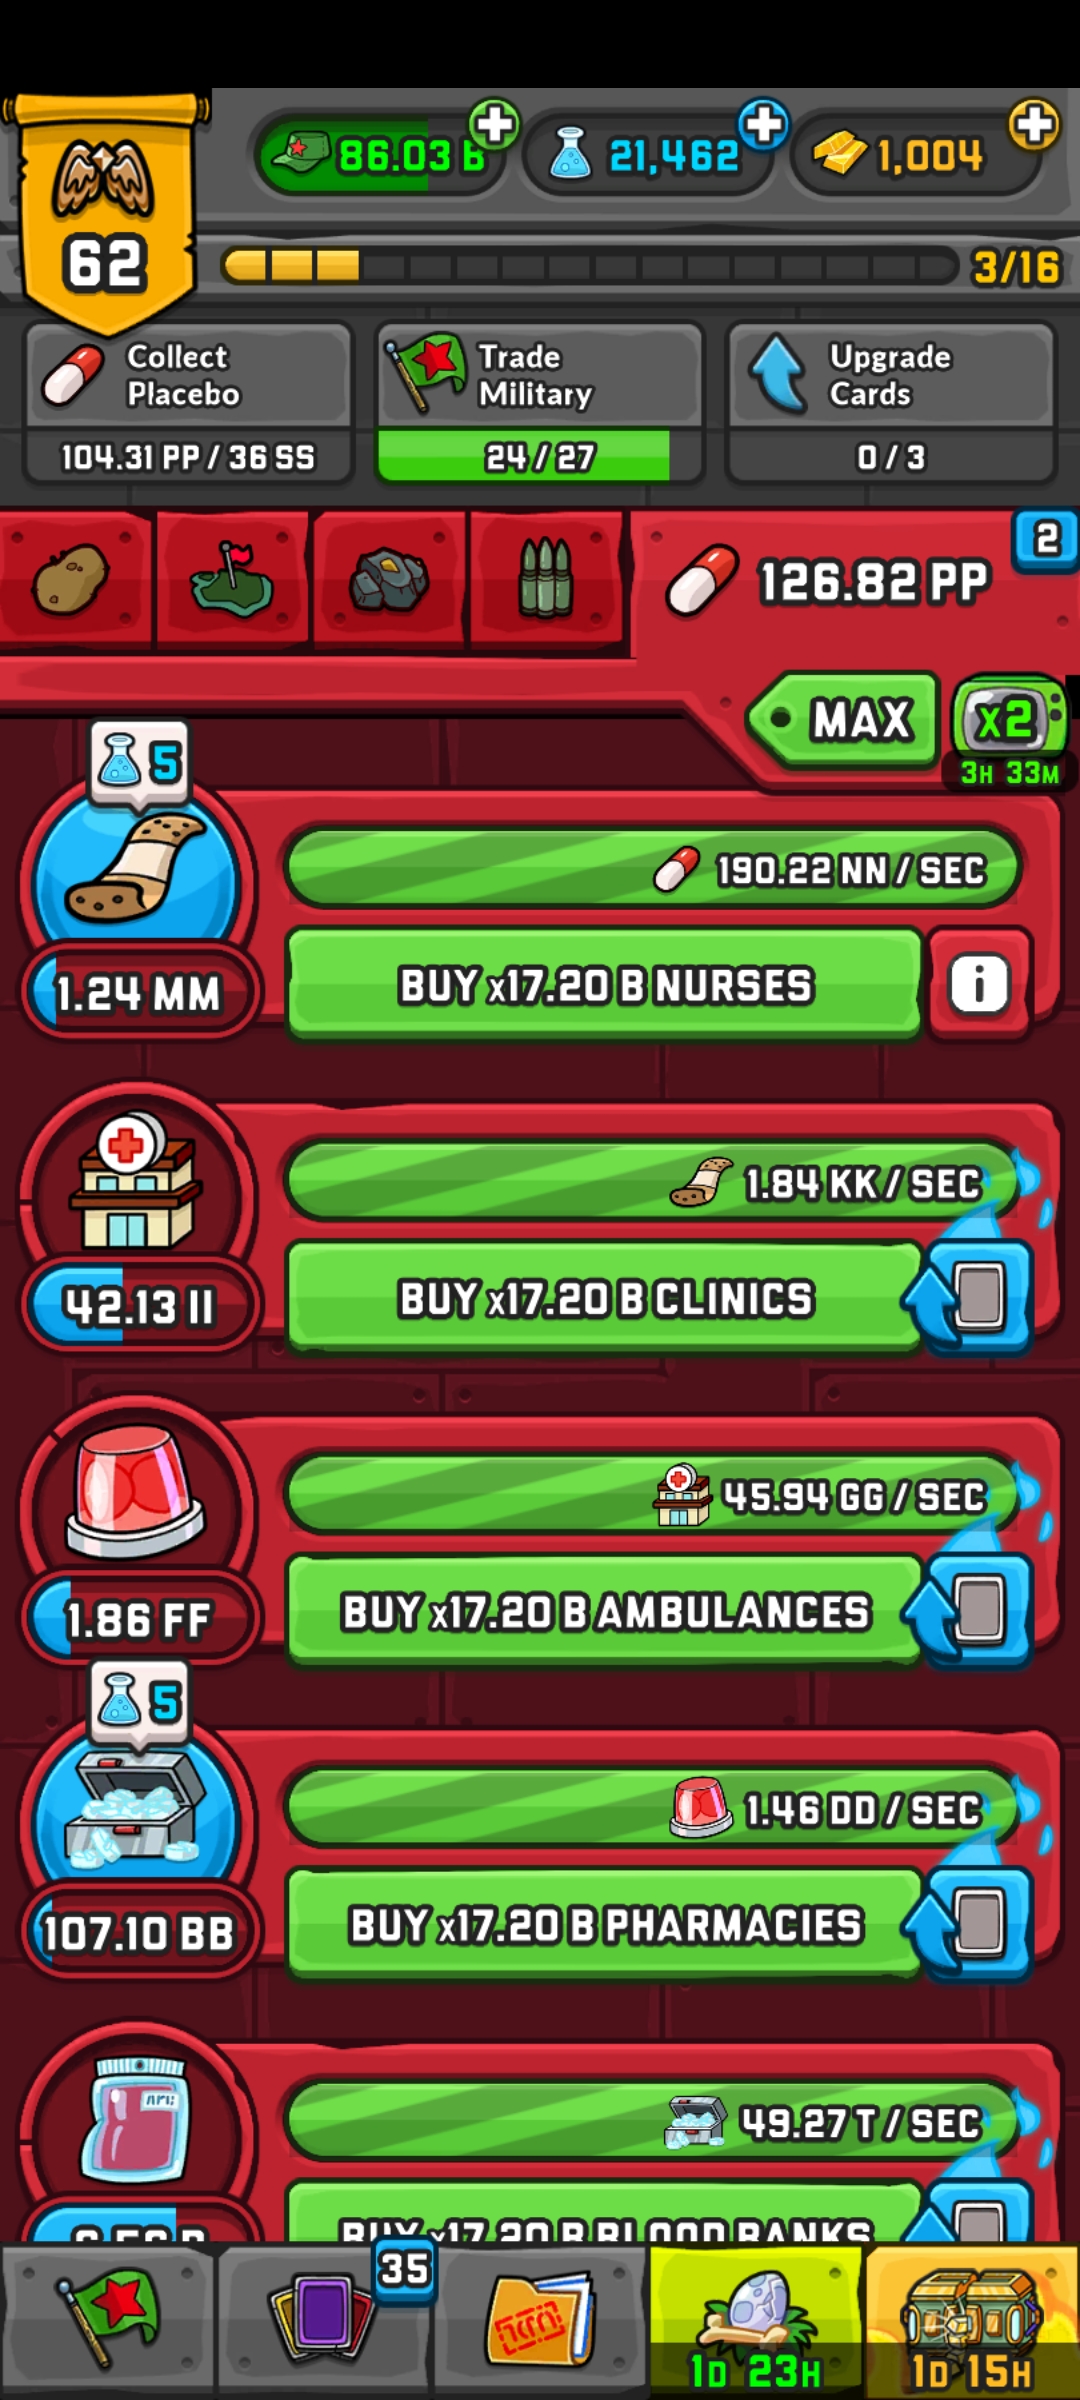 86.03 B
21,462
1,004
62
3/16
Collect
Placebo
Trade
Military
Upgrade
Cards
104.31 PP / 36 SS
24 / 27
0 / 3
2
126.82 PP
MAX
x2
3H 33M
5
190.22 NN / SEC
1.24 MM
BUY x17.20 B NURSES
i
1.84 KK / SEC
42.13 II
BUY x17.20 B CLINICS
45.94 GG / SEC
1.86 FF
BUY x17.20 B AMBULANCES
5
1.46 DD / SEC
107.10 BB
BUY x17.20 B PHARMACIES
49.27 T / SEC
BUY x17.20 B BLOOD BANKS
35
1D 23H
1D 15H